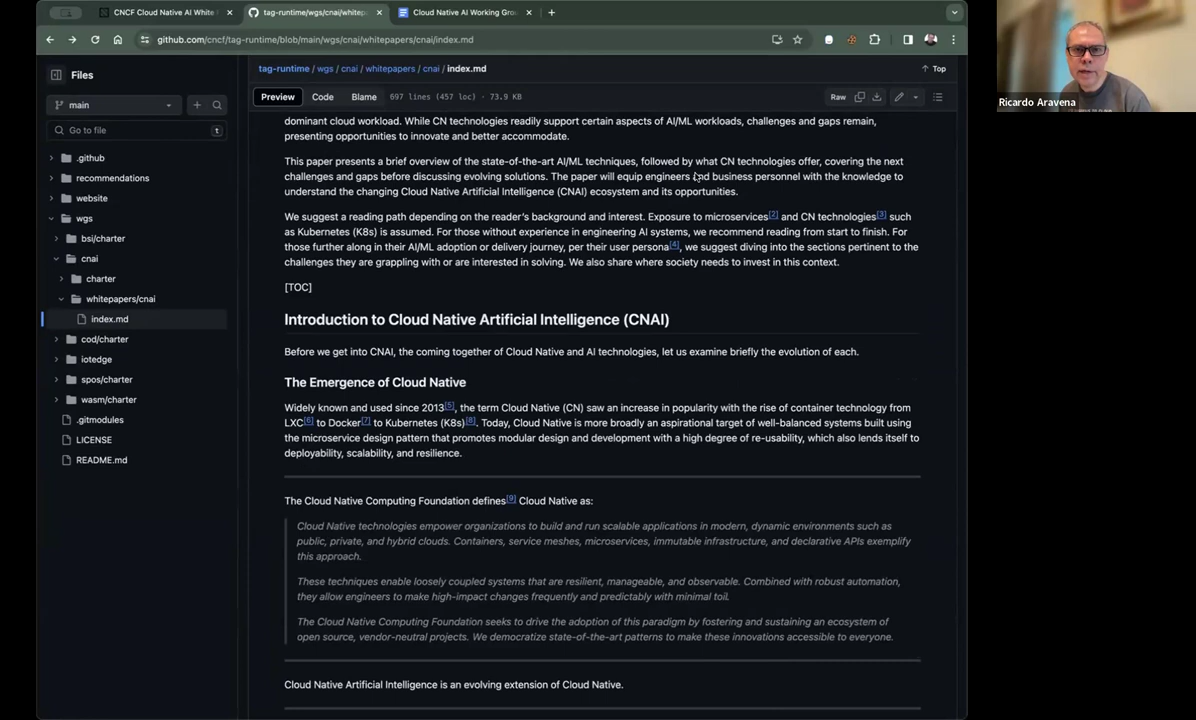 CNCF Cloud Native AI White
tag-runtime/wgs/cnai/whitep
Cloud Native AI Working Gro
github.com/cncf/tag-runtime/blob/main/wgs/cnai/whitepapers/cnai/index.md
Files
tag-runtime / wgs / cnai / whitepapers / cnai / index.md
Top
main
Preview
Code
Blame
697 lines (457 loc) · 73.9 KB
Raw
Go to file
t
.github
recommendations
website
wgs
bsi/charter
cnai
charter
whitepapers/cnai
index.md
cod/charter
iotedge
spos/charter
wasm/charter
.gitmodules
LICENSE
README.md
dominant cloud workload. While CN technologies readily support certain aspects of AI/ML workloads, challenges and gaps remain,
presenting opportunities to innovate and better accommodate.
This paper presents a brief overview of the state-of-the-art AI/ML techniques, followed by what CN technologies offer, covering the next
challenges and gaps before discussing evolving solutions. The paper will equip engineers and business personnel with the knowledge to
understand the changing Cloud Native Artificial Intelligence (CNAI) ecosystem and its opportunities.
We suggest a reading path depending on the reader's background and interest. Exposure to microservices[2] and CN technologies[3] such
as Kubernetes (K8s) is assumed. For those without experience in engineering AI systems, we recommend reading from start to finish. For
those further along in their AI/ML adoption or delivery journey, per their user persona[4], we suggest diving into the sections pertinent to the
challenges they are grappling with or are interested in solving. We also share where society needs to invest in this context.
[TOC]
Introduction to Cloud Native Artificial Intelligence (CNAI)
Before we get into CNAI, the coming together of Cloud Native and AI technologies, let us examine briefly the evolution of each.
The Emergence of Cloud Native
Widely known and used since 2013[5], the term Cloud Native (CN) saw an increase in popularity with the rise of container technology from
LXC[6] to Docker[7] to Kubernetes (K8s)[8]. Today, Cloud Native is more broadly an aspirational target of well-balanced systems built using
the microservice design pattern that promotes modular design and development with a high degree of re-usability, which also lends itself to
deployability, scalability, and resilience.
The Cloud Native Computing Foundation defines[9] Cloud Native as:
Cloud Native technologies empower organizations to build and run scalable applications in modern, dynamic environments such as
public, private, and hybrid clouds. Containers, service meshes, microservices, immutable infrastructure, and declarative APIs exemplify
this approach.
These techniques enable loosely coupled systems that are resilient, manageable, and observable. Combined with robust automation,
they allow engineers to make high-impact changes frequently and predictably with minimal toil.
The Cloud Native Computing Foundation seeks to drive the adoption of this paradigm by fostering and sustaining an ecosystem of
open source, vendor-neutral projects. We democratize state-of-the-art patterns to make these innovations accessible to everyone.
Cloud Native Artificial Intelligence is an evolving extension of Cloud Native.
Ricardo Aravena